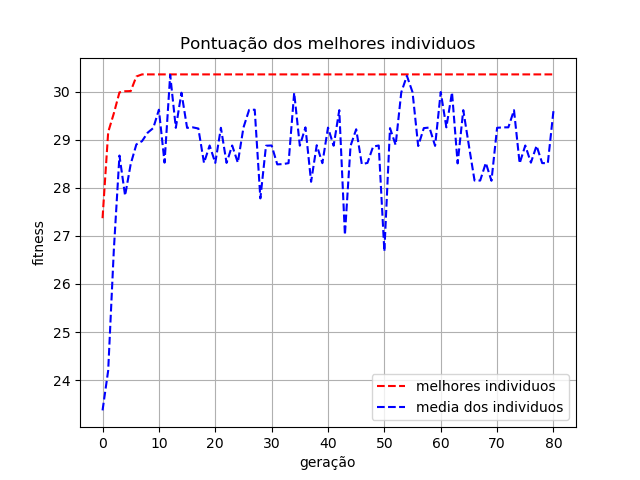 Pontuação dos melhores individuos
30
29
28
27
26
25
24
fitness
0 10 20 30 40 50 60 70 80
geração
melhores individuos
media dos individuos